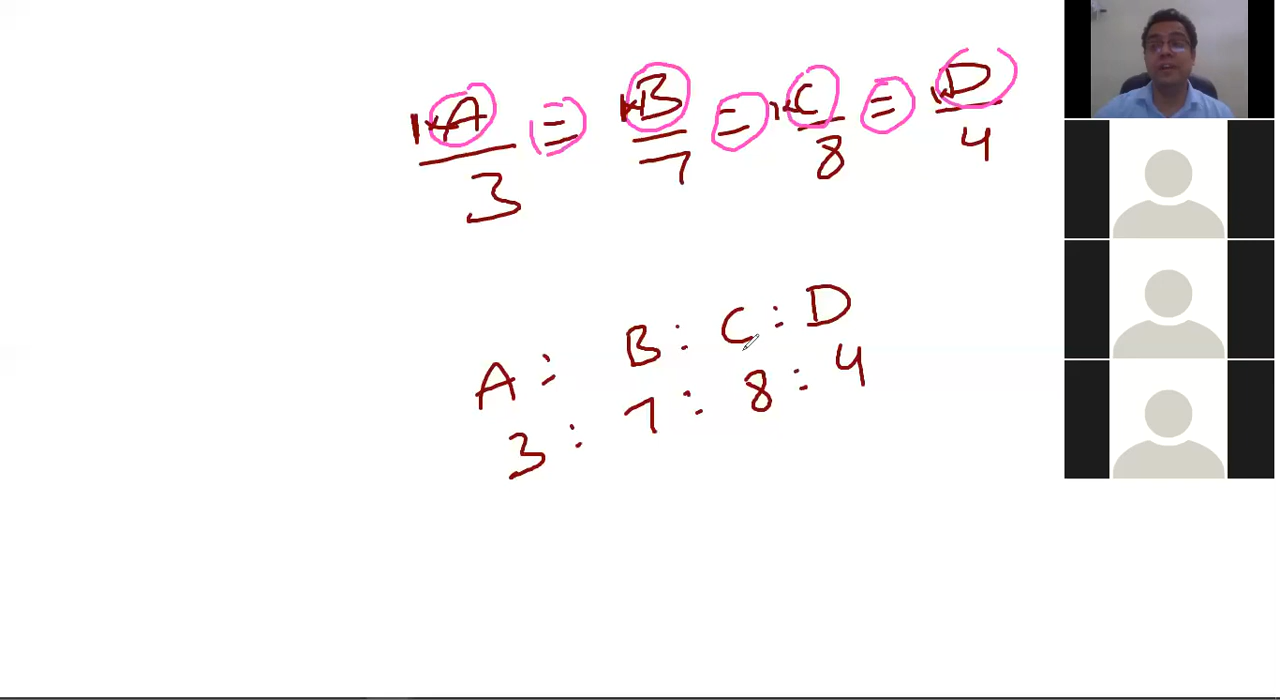 1×A/3 = 1×B/7 = 1×C/8 = 1×D/4
A : B : C : D
3 : 7 : 8 : 4